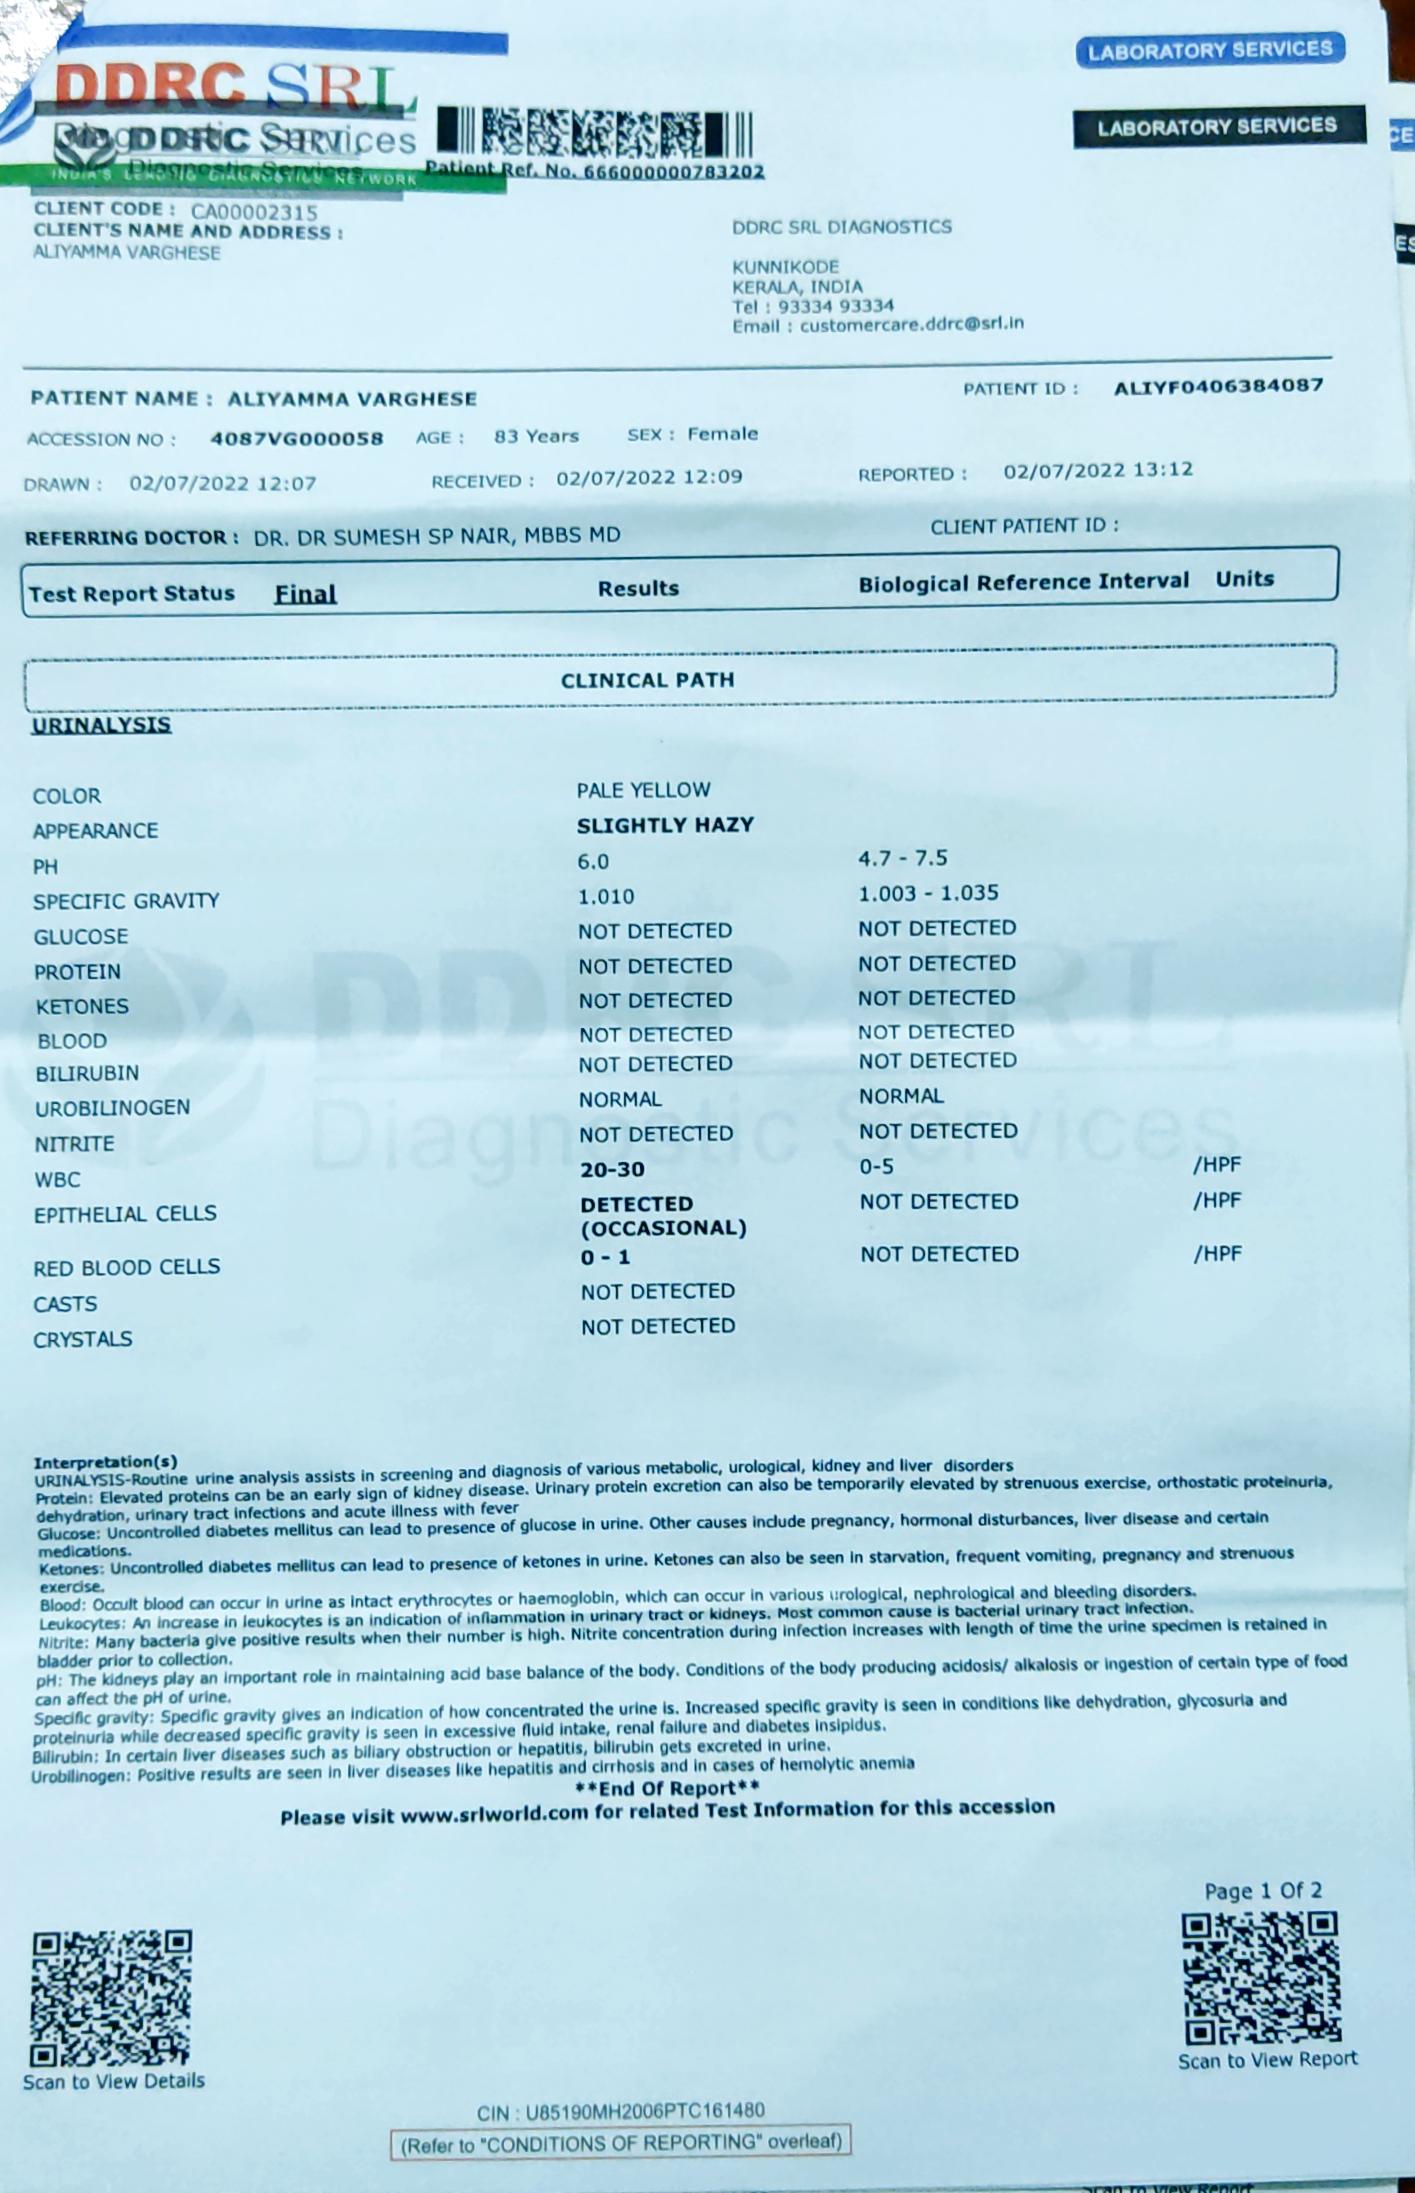 LABORATORY SERVICES
DDRC SRL
Diagnostic Services
DDRC SRL
Diagnostic Services
INDIA'S LEADING DIAGNOSTICS NETWORK
LABORATORY SERVICES
Patient Ref. No. 666000000783202
CLIENT CODE : CA00002315
CLIENT'S NAME AND ADDRESS :
ALIYAMMA VARGHESE
DDRC SRL DIAGNOSTICS
KUNNIKODE
KERALA, INDIA
Tel : 93334 93334
Email : customercare.ddrc@srl.in
PATIENT NAME : ALIYAMMA VARGHESE PATIENT ID : ALIYF0406384087
ACCESSION NO : 4087VG000058 AGE : 83 Years SEX : Female
DRAWN : 02/07/2022 12:07 RECEIVED : 02/07/2022 12:09 REPORTED : 02/07/2022 13:12
REFERRING DOCTOR : DR. DR SUMESH SP NAIR, MBBS MD CLIENT PATIENT ID :
Test Report Status Final Results Biological Reference Interval Units
CLINICAL PATH
URINALYSIS
COLOR PALE YELLOW
APPEARANCE SLIGHTLY HAZY
PH 6.0 4.7 - 7.5
SPECIFIC GRAVITY 1.010 1.003 - 1.035
GLUCOSE NOT DETECTED NOT DETECTED
PROTEIN NOT DETECTED NOT DETECTED
KETONES NOT DETECTED NOT DETECTED
BLOOD NOT DETECTED NOT DETECTED
BILIRUBIN NOT DETECTED NOT DETECTED
UROBILINOGEN NORMAL NORMAL
NITRITE NOT DETECTED NOT DETECTED
WBC 20-30 0-5 /HPF
EPITHELIAL CELLS DETECTED NOT DETECTED /HPF
(OCCASIONAL)
RED BLOOD CELLS 0 - 1 NOT DETECTED /HPF
CASTS NOT DETECTED
CRYSTALS NOT DETECTED
DDRC SRL
Diagnostic Services
Interpretation(s)
URINALYSIS-Routine urine analysis assists in screening and diagnosis of various metabolic, urological, kidney and liver disorders
Protein: Elevated proteins can be an early sign of kidney disease. Urinary protein excretion can also be temporarily elevated by strenuous exercise, orthostatic proteinuria,
dehydration, urinary tract infections and acute illness with fever
Glucose: Uncontrolled diabetes mellitus can lead to presence of glucose in urine. Other causes include pregnancy, hormonal disturbances, liver disease and certain
medications.
Ketones: Uncontrolled diabetes mellitus can lead to presence of ketones in urine. Ketones can also be seen in starvation, frequent vomiting, pregnancy and strenuous
exercise.
Blood: Occult blood can occur in urine as intact erythrocytes or haemoglobin, which can occur in various urological, nephrological and bleeding disorders.
Leukocytes: An increase in leukocytes is an indication of inflammation in urinary tract or kidneys. Most common cause is bacterial urinary tract infection.
Nitrite: Many bacteria give positive results when their number is high. Nitrite concentration during infection increases with length of time the urine specimen is retained in
bladder prior to collection.
pH: The kidneys play an important role in maintaining acid base balance of the body. Conditions of the body producing acidosis/ alkalosis or ingestion of certain type of food
can affect the pH of urine.
Specific gravity: Specific gravity gives an indication of how concentrated the urine is. Increased specific gravity is seen in conditions like dehydration, glycosuria and
proteinuria while decreased specific gravity is seen in excessive fluid intake, renal failure and diabetes insipidus.
Bilirubin: In certain liver diseases such as biliary obstruction or hepatitis, bilirubin gets excreted in urine.
Urobilinogen: Positive results are seen in liver diseases like hepatitis and cirrhosis and in cases of hemolytic anemia
**End Of Report**
Please visit www.srlworld.com for related Test Information for this accession
Page 1 Of 2
Scan to View Details
Scan to View Report
CIN : U85190MH2006PTC161480
(Refer to "CONDITIONS OF REPORTING" overleaf)
Scan to View Report